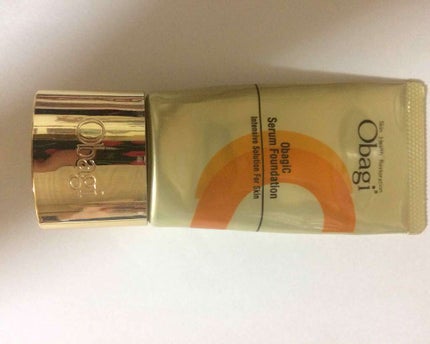 Skin Health Restoration
Obagi
ObagiC
Serum Foundation
Intensive Solution For Skin
Obagi